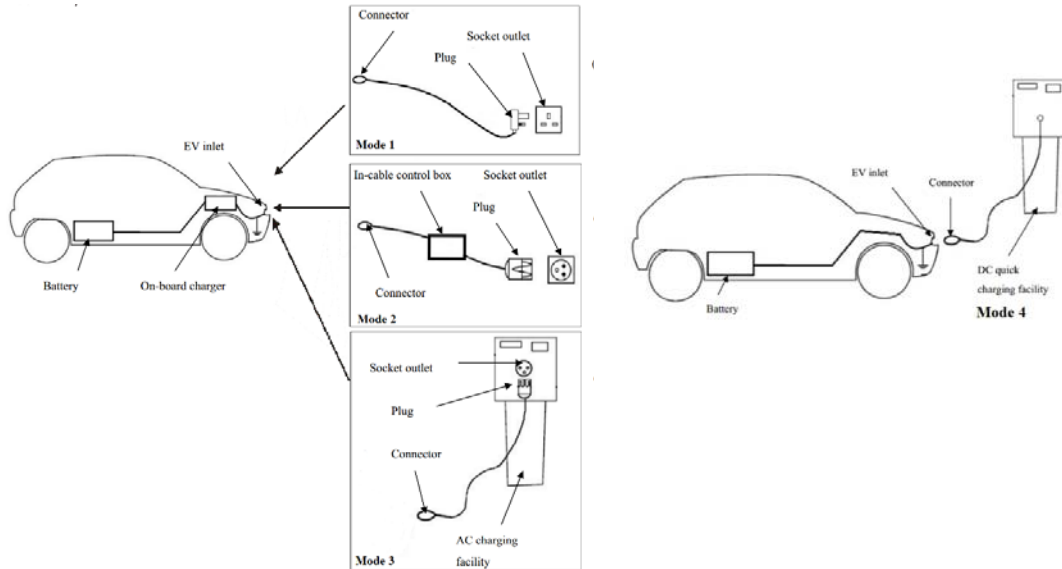 Connector
Socket outlet
Plug
Mode 1
EV inlet
Battery
On-board charger
In-cable control box
Socket outlet
Plug
Connector
Mode 2
Socket outlet
Plug
Connector
AC charging
facility
Mode 3
EV inlet
Connector
Battery
DC quick
charging facility
Mode 4